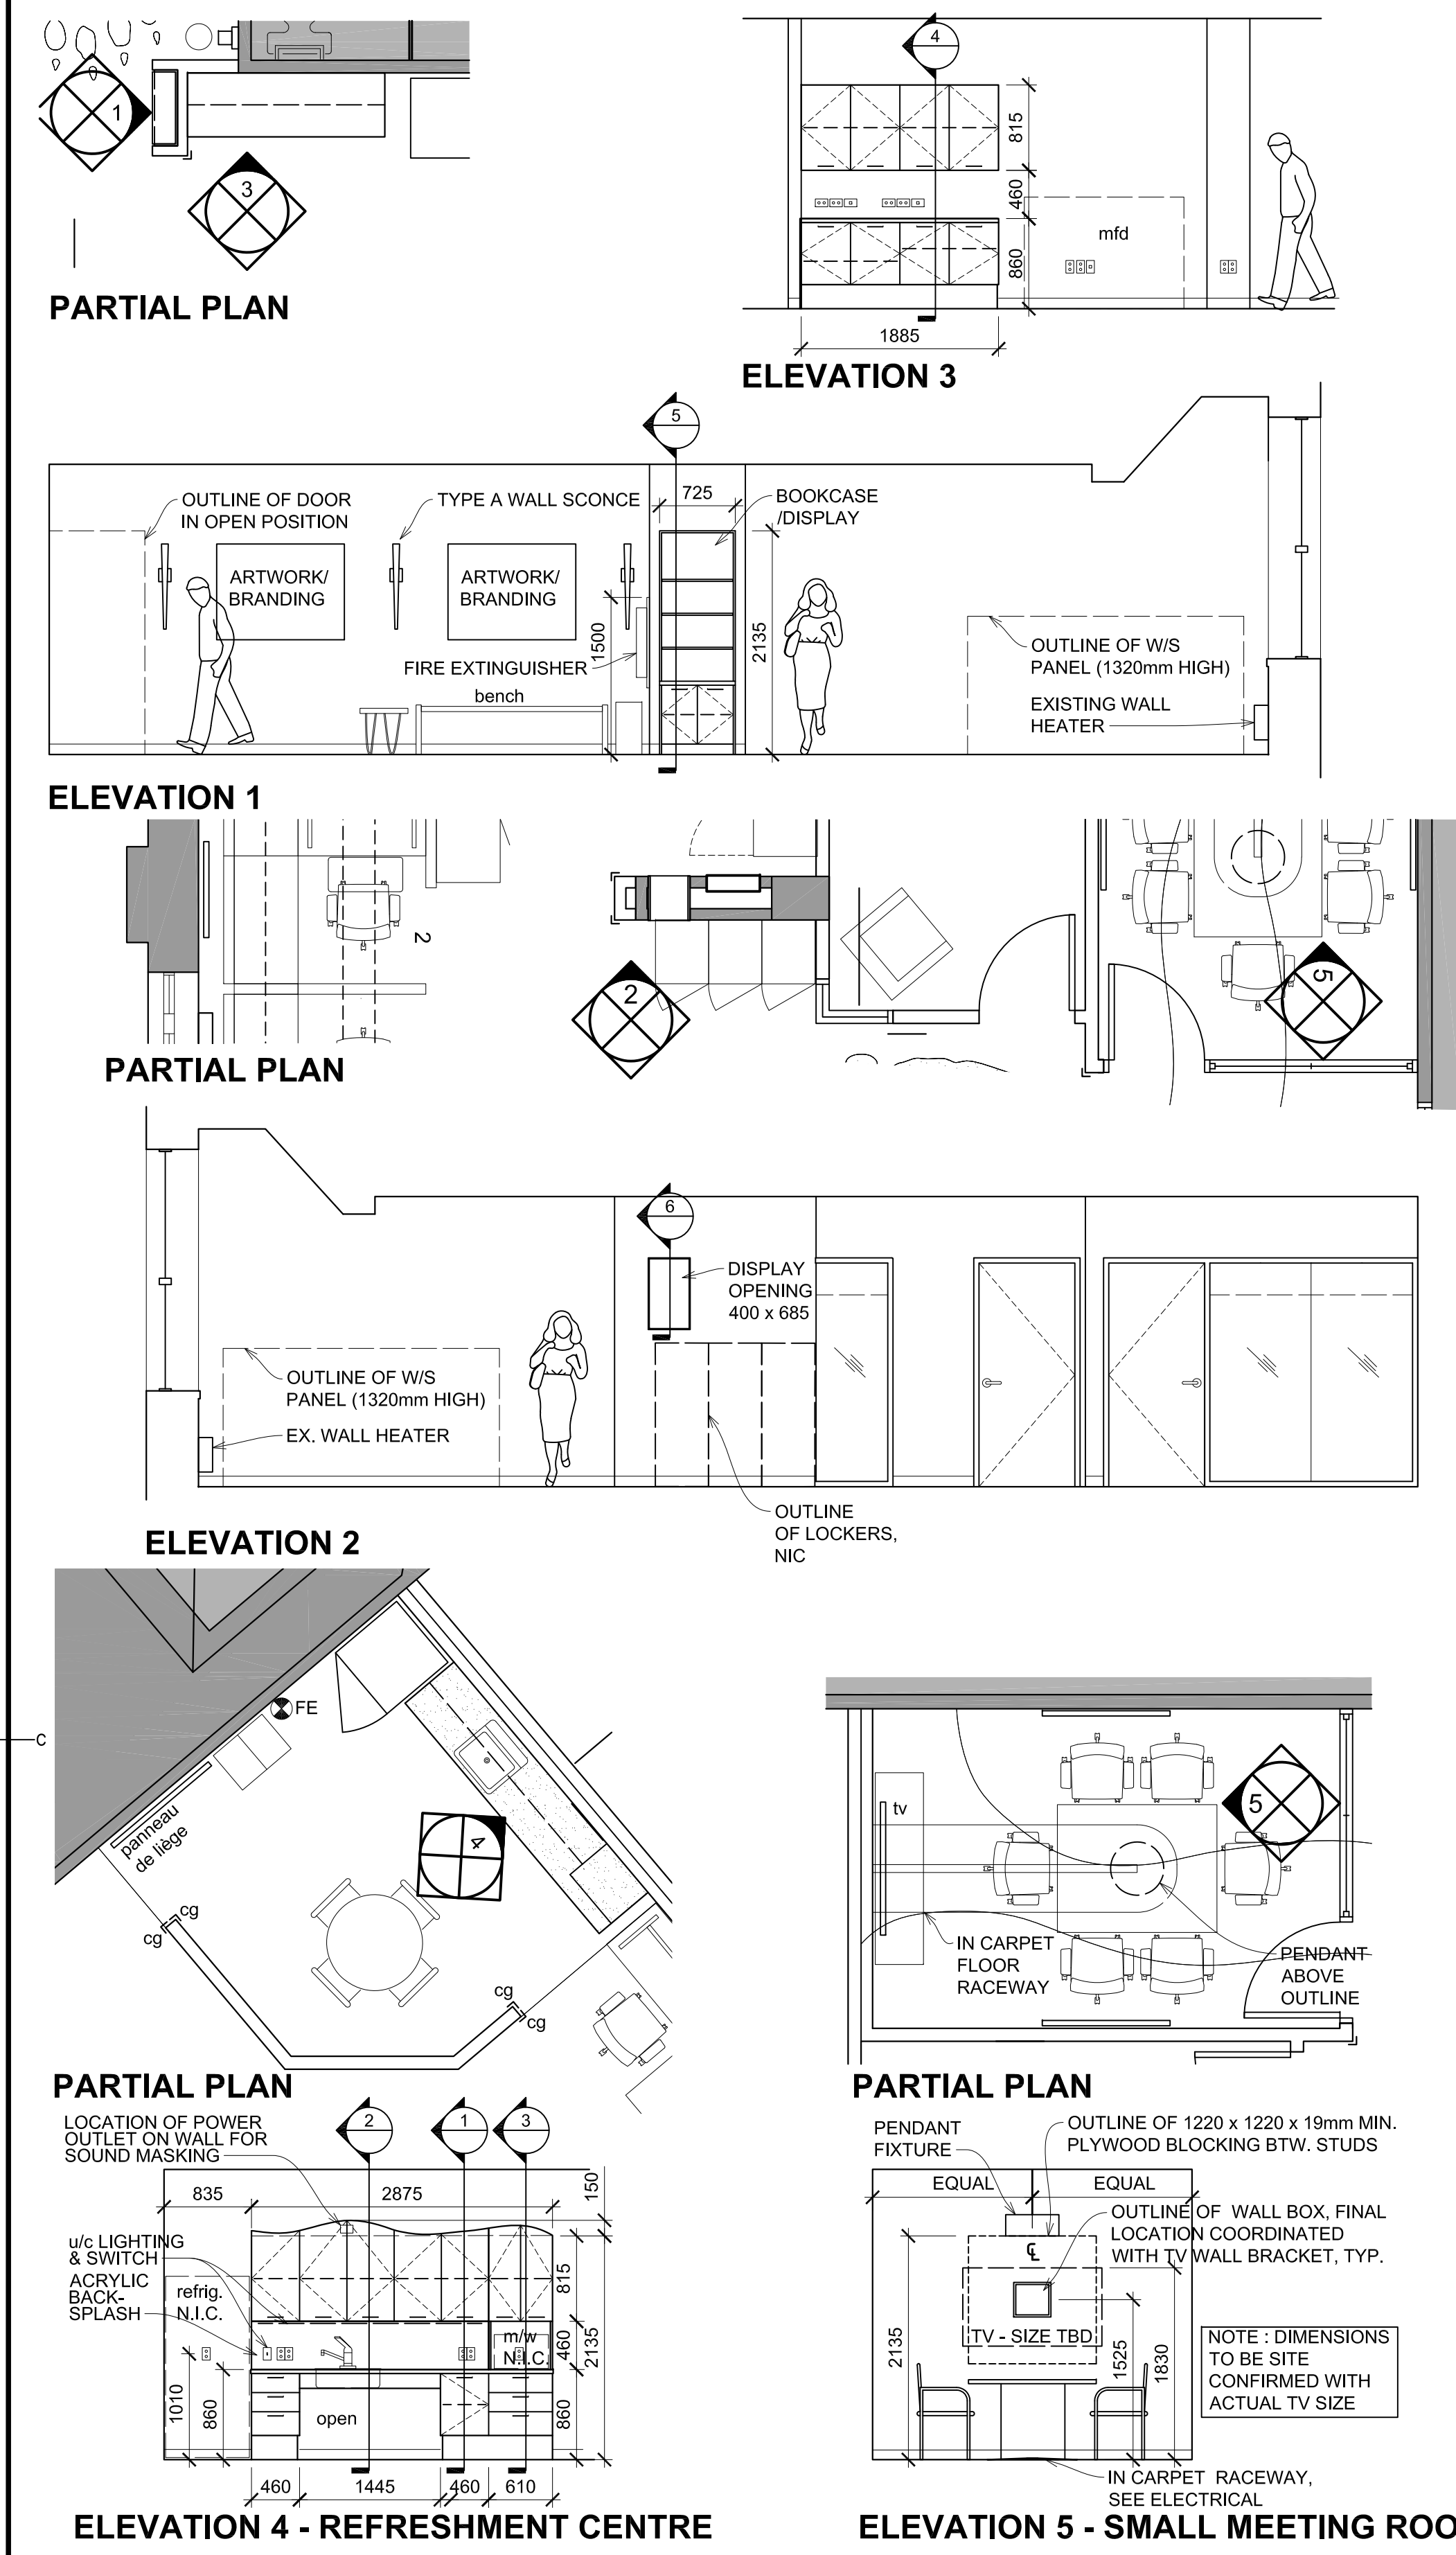 1
3
PARTIAL PLAN
4
815
460
860
mfd
1885
ELEVATION 3
5
OUTLINE OF DOOR
IN OPEN POSITION
TYPE A WALL SCONCE
725
BOOKCASE
/DISPLAY
ARTWORK/
BRANDING
ARTWORK/
BRANDING
1500
2135
FIRE EXTINGUISHER
bench
OUTLINE OF W/S
PANEL (1320mm HIGH)
EXISTING WALL
HEATER
ELEVATION 1
2
2
5
PARTIAL PLAN
6
DISPLAY
OPENING
400 x 685
OUTLINE OF W/S
PANEL (1320mm HIGH)
EX. WALL HEATER
OUTLINE
OF LOCKERS,
NIC
ELEVATION 2
FE
C
panneau
de liège
4
cg
cg
cg
cg
PARTIAL PLAN
tv
5
IN CARPET
FLOOR
RACEWAY
PENDANT
ABOVE
OUTLINE
PARTIAL PLAN
LOCATION OF POWER
OUTLET ON WALL FOR
SOUND MASKING
2
1
3
835
2875
150
u/c LIGHTING
& SWITCH
ACRYLIC
BACK-
SPLASH
refrig.
N.I.C.
m/w
N.I.C.
815
460
2135
860
1010
860
open
460
1445
460
610
ELEVATION 4 - REFRESHMENT CENTRE
PENDANT
FIXTURE
OUTLINE OF 1220 x 1220 x 19mm MIN.
PLYWOOD BLOCKING BTW. STUDS
EQUAL
EQUAL
OUTLINE OF WALL BOX, FINAL
LOCATION COORDINATED
WITH TV WALL BRACKET, TYP.
CL
TV - SIZE TBD
2135
1525
1830
NOTE : DIMENSIONS
TO BE SITE
CONFIRMED WITH
ACTUAL TV SIZE
IN CARPET RACEWAY,
SEE ELECTRICAL
ELEVATION 5 - SMALL MEETING ROO